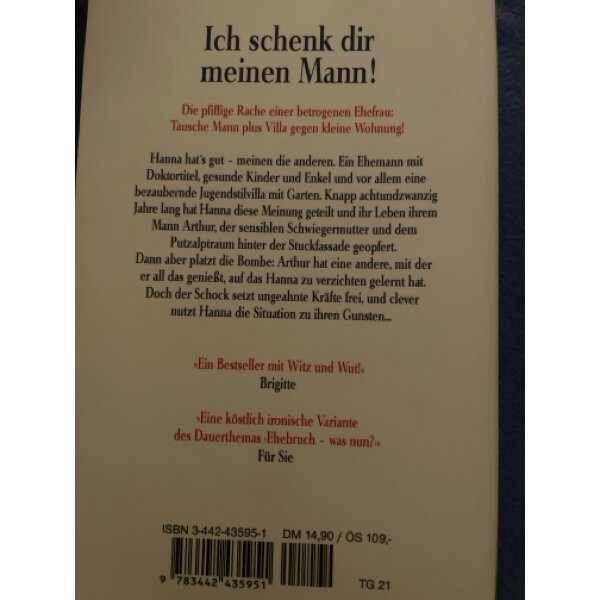 Ich schenk dir
meinen Mann!
Die pfiffige Rache einer betrogenen Ehefrau:
Tausche Mann plus Villa gegen kleine Wohnung!
Hanna hat's gut – meinen die anderen. Ein Ehemann mit
Doktortitel, gesunde Kinder und Enkel und vor allem eine
bezaubernde Jugendstilvilla mit Garten. Knapp achtundzwanzig
Jahre lang hat Hanna diese Meinung geteilt und ihr Leben ihrem
Mann Arthur, der sensiblen Schwiegermutter und dem
Putzalptraum hinter der Stuckfassade geopfert.
Dann aber platzt die Bombe: Arthur hat eine andere, mit der
er all das genießt, auf das Hanna zu verzichten gelernt hat.
Doch der Schock setzt ungeahnte Kräfte frei, und clever
nutzt Hanna die Situation zu ihren Gunsten...
›Ein Bestseller mit Witz und Wut!‹
Brigitte
›Eine köstlich ironische Variante
des Dauerthemas ›Ehebruch – was nun?‹‹
Für Sie
ISBN 3-442-43595-1 DM 14,90 / ÖS 109,-
9 783442 435951 TG 21